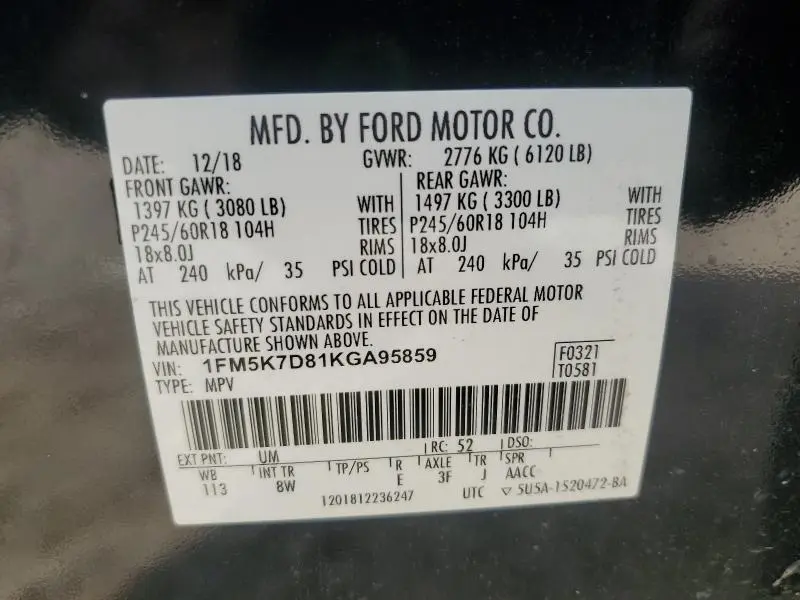 MFD. BY FORD MOTOR CO.
DATE: 12/18 GVWR: 2776 KG ( 6120 LB)
FRONT GAWR: REAR GAWR:
1397 KG ( 3080 LB) WITH 1497 KG ( 3300 LB) WITH
P245/60R18 104H TIRES P245/60R18 104H TIRES
18x8.0J RIMS 18x8.0J RIMS
AT 240 kPa/ 35 PSI COLD AT 240 kPa/ 35 PSI COLD
THIS VEHICLE CONFORMS TO ALL APPLICABLE FEDERAL MOTOR
VEHICLE SAFETY STANDARDS IN EFFECT ON THE DATE OF
MANUFACTURE SHOWN ABOVE.
VIN: 1FM5K7D81KGA95859 F0321
TYPE: MPV T0581
EXT PNT: UM RC: 52 DSO:
WB INT TR TP/PS R AXLE TR SPR
113 8W E 3F J AACC
1201812236247 UTC ▽ 5U5A-1520472-BA